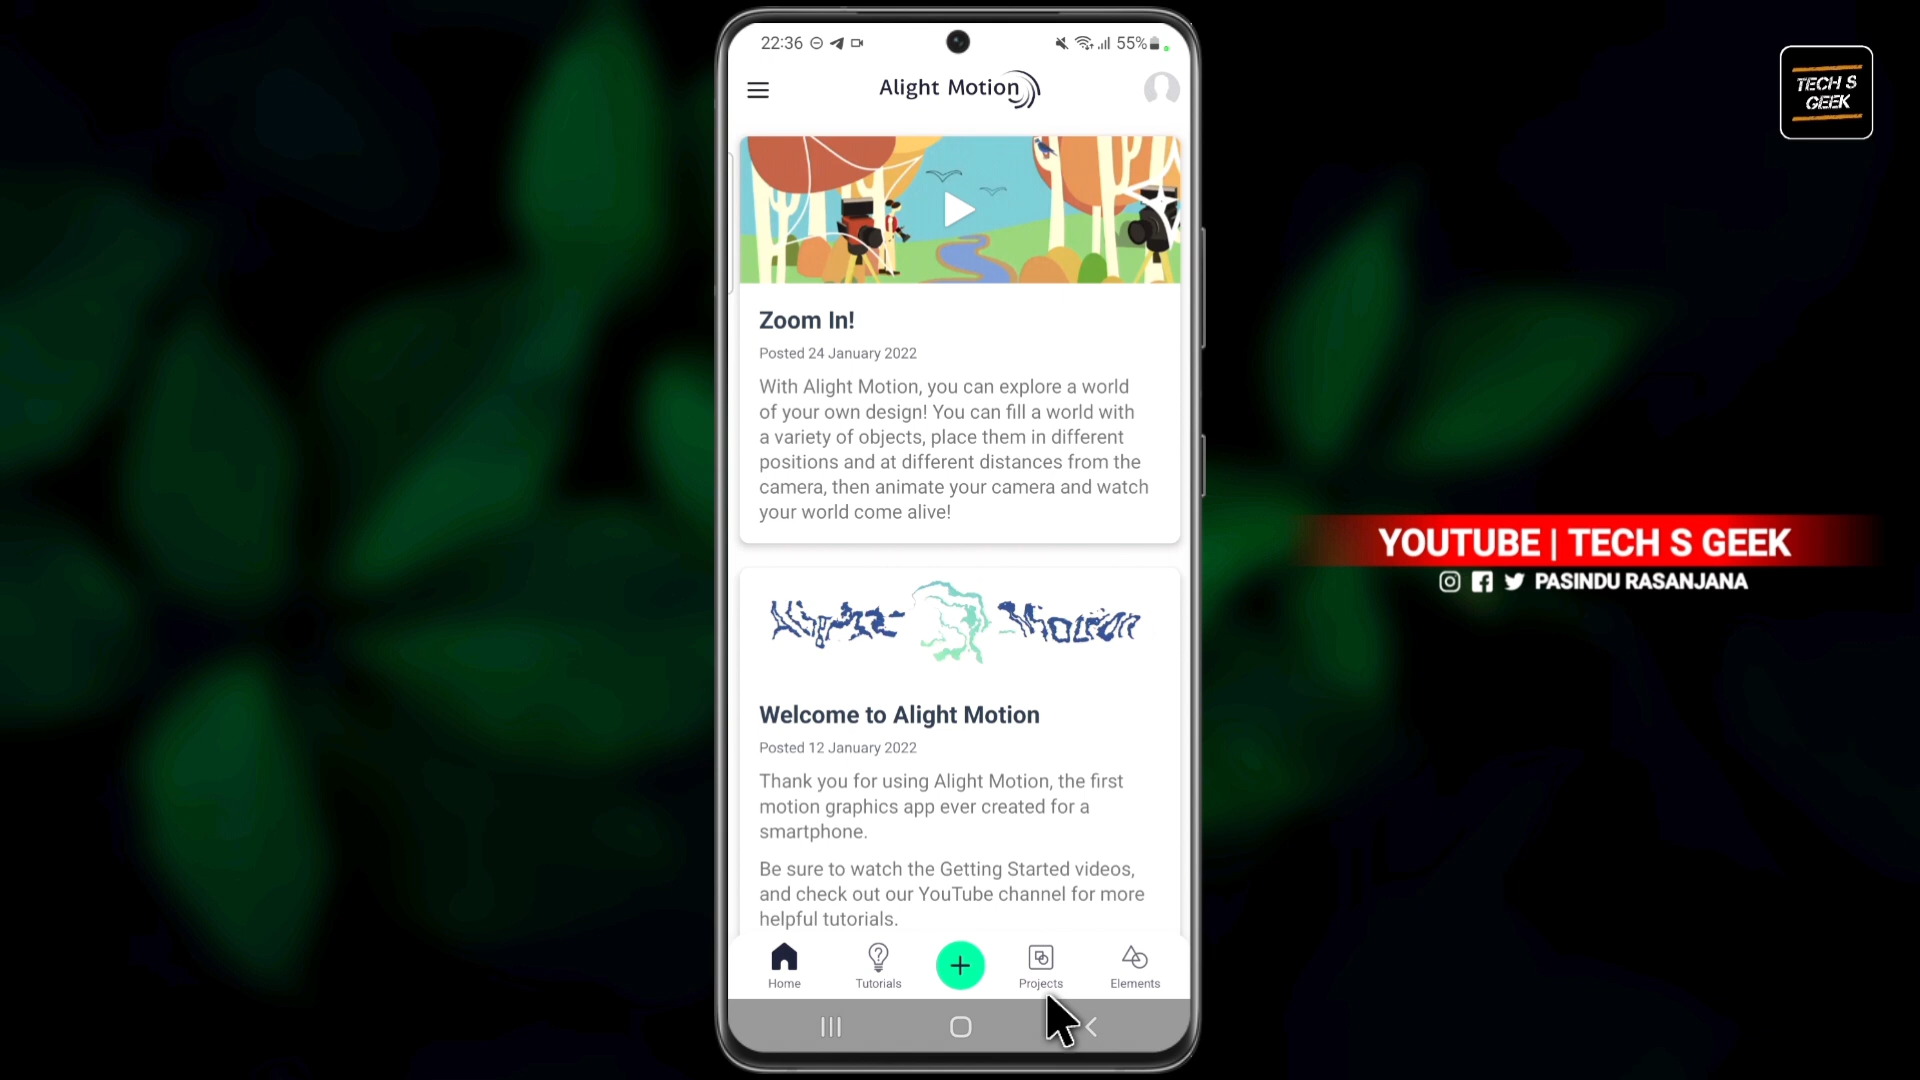 22:36
55%
Alight Motion
TECH S
GEEK
Zoom In!
Posted 24 January 2022
With Alight Motion, you can explore a world
of your own design! You can fill a world with
a variety of objects, place them in different
positions and at different distances from the
camera, then animate your camera and watch
your world come alive!
YOUTUBE | TECH S GEEK
PASINDU RASANJANA
Alight Motion
Welcome to Alight Motion
Posted 12 January 2022
Thank you for using Alight Motion, the first
motion graphics app ever created for a
smartphone.
Be sure to watch the Getting Started videos,
and check out our YouTube channel for more
helpful tutorials.
Home
Tutorials
Projects
Elements